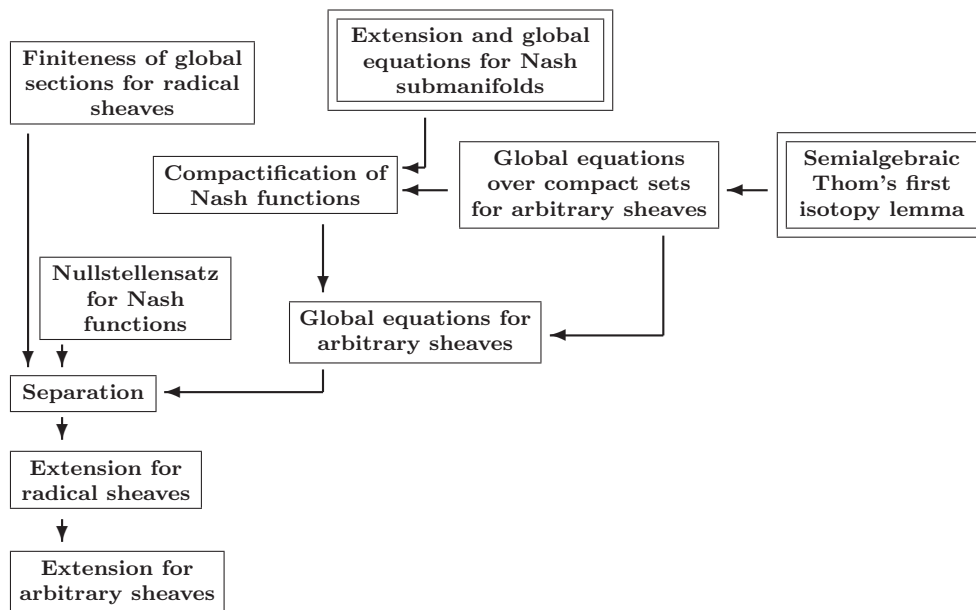 Finiteness of global
sections for radical
sheaves
Extension and global
equations for Nash
submanifolds
Compactification of
Nash functions
Global equations
over compact sets
for arbitrary sheaves
Semialgebraic
Thom's first
isotopy lemma
Nullstellensatz
for Nash
functions
Global equations for
arbitrary sheaves
Separation
Extension for
radical sheaves
Extension for
arbitrary sheaves